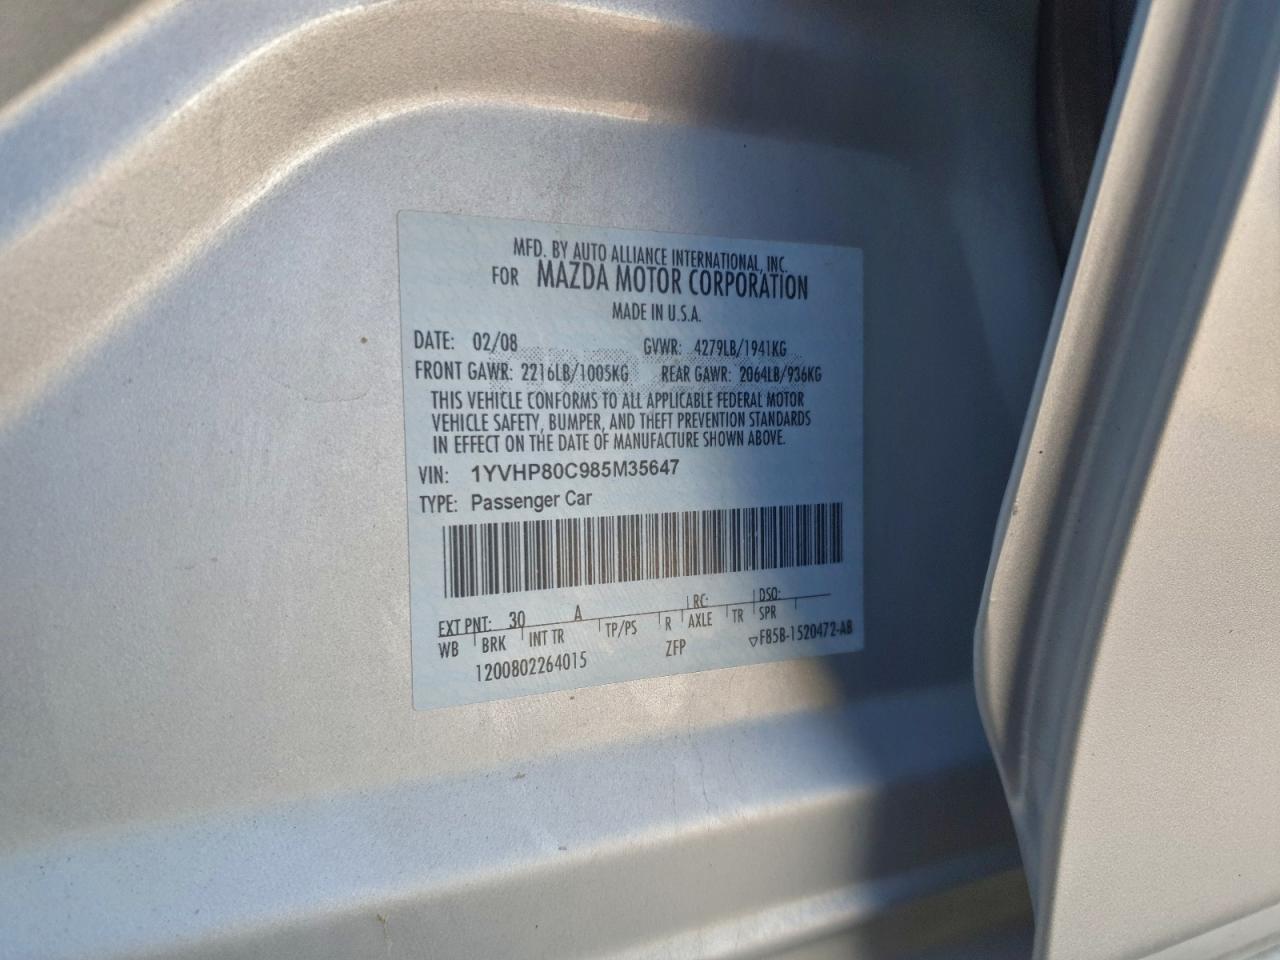 MFD. BY AUTO ALLIANCE INTERNATIONAL, INC.
FOR MAZDA MOTOR CORPORATION
MADE IN U.S.A.
DATE: 02/08 GVWR: 4279LB/1941KG
FRONT GAWR: 2216LB/1005KG REAR GAWR: 2064LB/936KG
THIS VEHICLE CONFORMS TO ALL APPLICABLE FEDERAL MOTOR
VEHICLE SAFETY, BUMPER, AND THEFT PREVENTION STANDARDS
IN EFFECT ON THE DATE OF MANUFACTURE SHOWN ABOVE.
VIN: 1YVHP80C985M35647
TYPE: Passenger Car
EXT PNT: 30 A RC: DSO:
WB BRK INT TR TP/PS R AXLE TR SPR
1200802264015 ZFP ▽F85B-1520472-AB